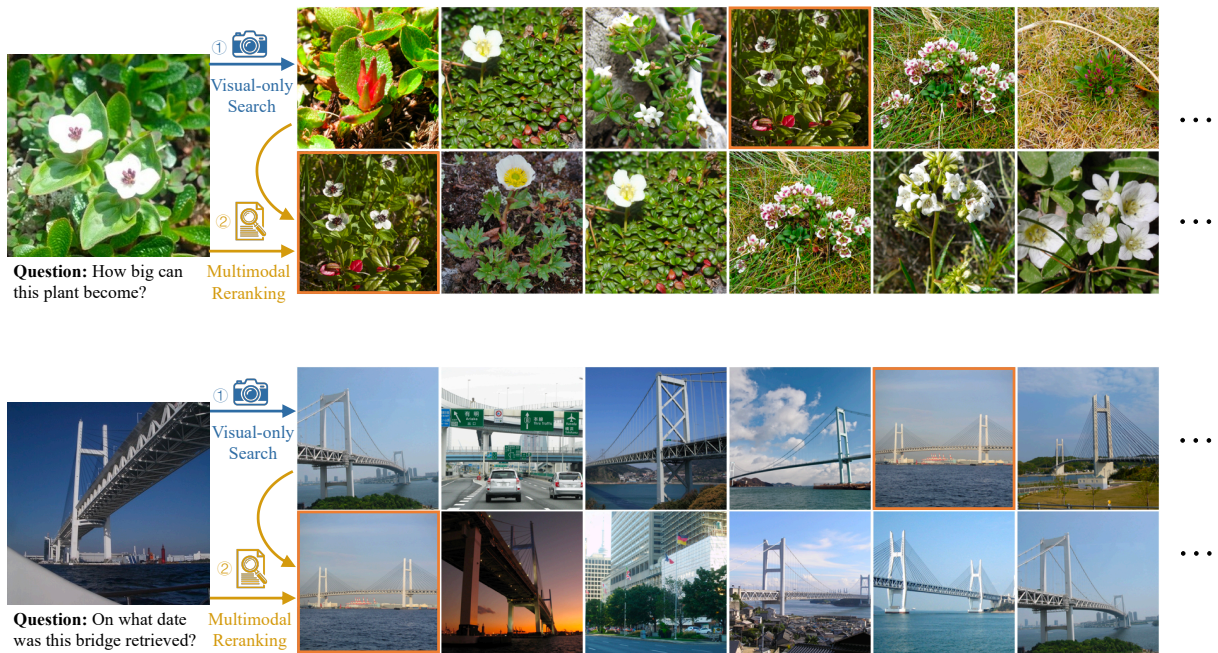 ①
Visual-only
Search
②
Multimodal
Reranking
Question: How big can
this plant become?
...
...
①
Visual-only
Search
②
Multimodal
Reranking
Question: On what date
was this bridge retrieved?
...
...